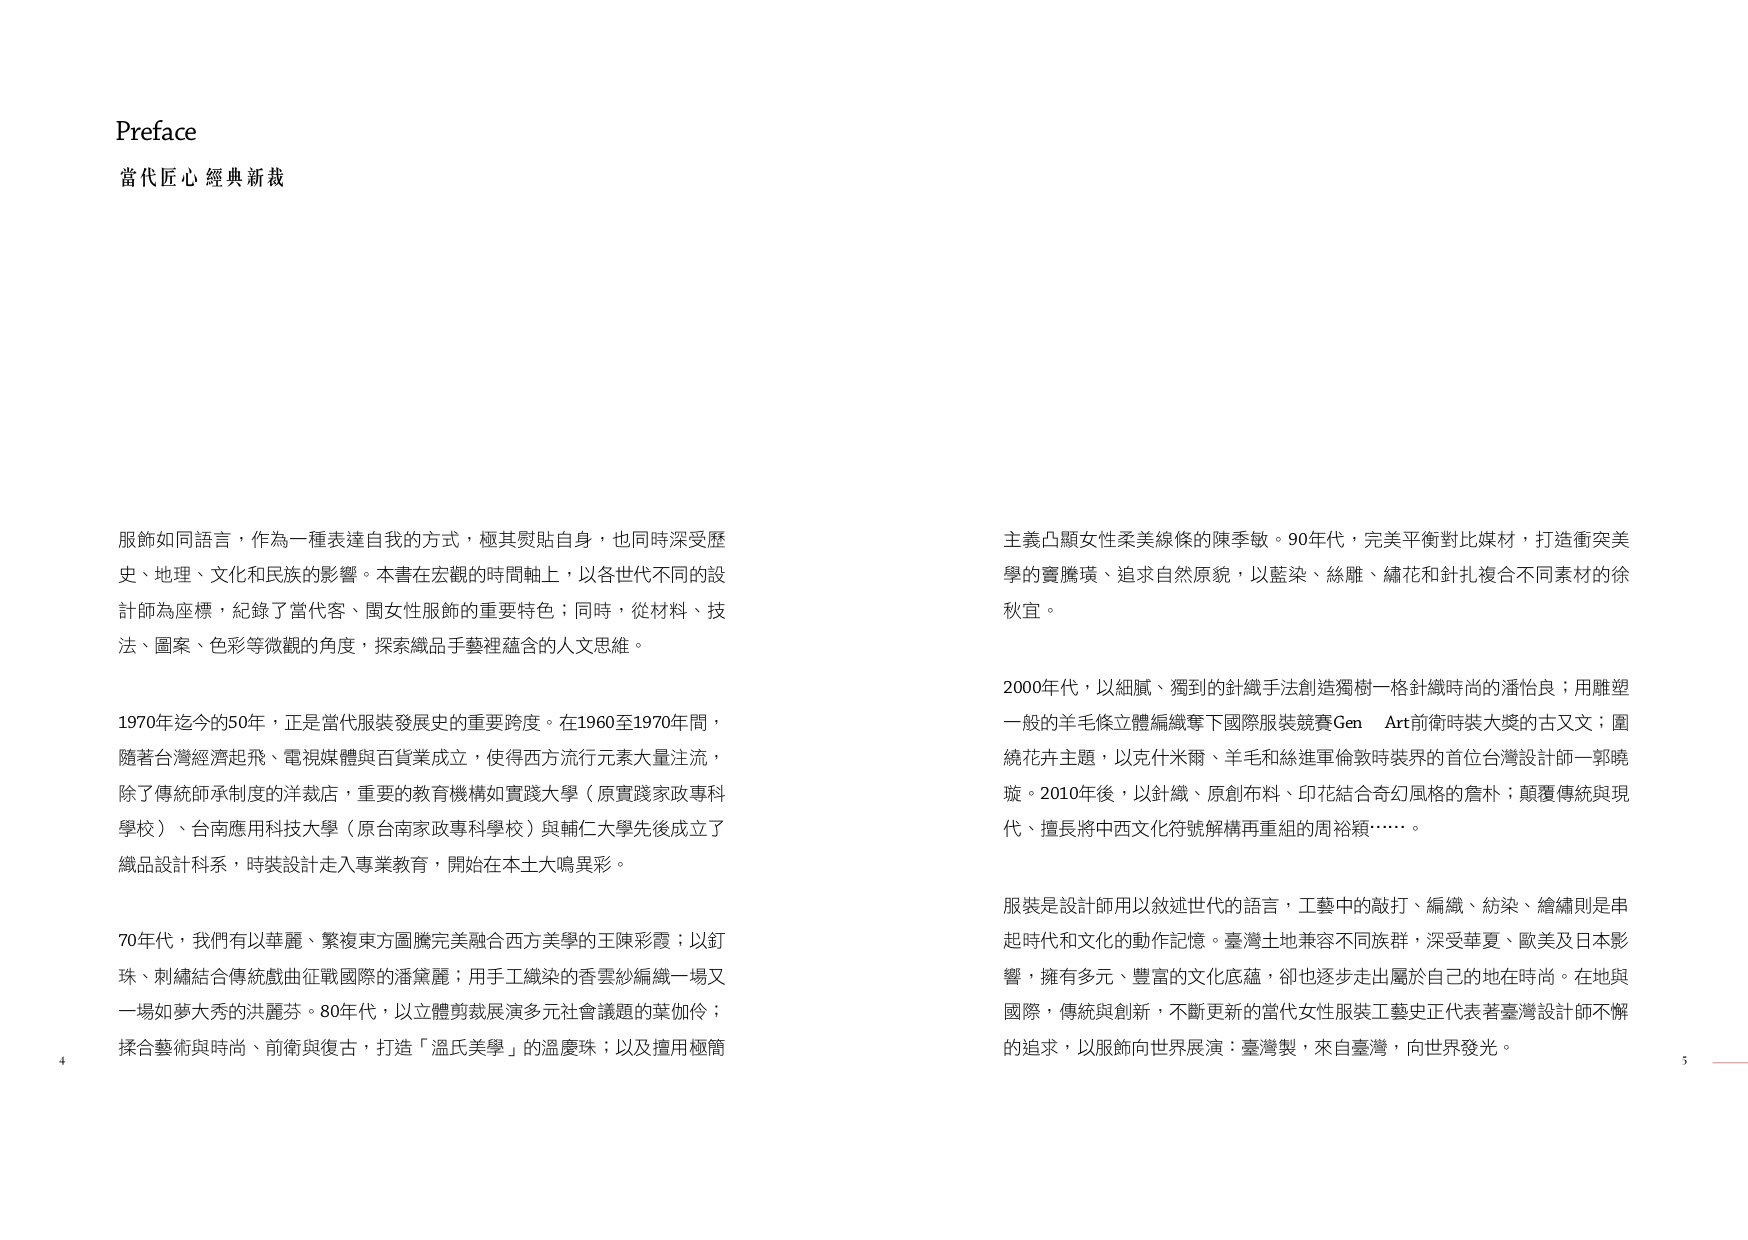 Preface
當代匠心 經典新裁
服飾如同語言，作為一種表達自我的方式，極其熨貼自身，也同時深受歷
史、地理、文化和民族的影響。本書在宏觀的時間軸上，以各世代不同的設
計師為座標，紀錄了當代客、閩女性服飾的重要特色；同時，從材料、技
法、圖案、色彩等微觀的角度，探索織品手藝裡蘊含的人文思維。
1970年迄今的50年，正是當代服裝發展史的重要跨度。在1960至1970年間，
隨著台灣經濟起飛、電視媒體與百貨業成立，使得西方流行元素大量注流，
除了傳統師承制度的洋裁店，重要的教育機構如實踐大學（原實踐家政專科
學校）、台南應用科技大學（原台南家政專科學校）與輔仁大學先後成立了
織品設計科系，時裝設計走入專業教育，開始在本土大鳴異彩。
70年代，我們有以華麗、繁複東方圖騰完美融合西方美學的王陳彩霞；以釘
珠、刺繡結合傳統戲曲征戰國際的潘黛麗；用手工織染的香雲紗編織一場又
一場如夢大秀的洪麗芬。80年代，以立體剪裁展演多元社會議題的葉伽伶；
揉合藝術與時尚、前衛與復古，打造「溫氏美學」的溫慶珠；以及擅用極簡
4
主義凸顯女性柔美線條的陳季敏。90年代，完美平衡對比媒材，打造衝突美
學的竇騰璜、追求自然原貌，以藍染、絲雕、繡花和針扎複合不同素材的徐
秋宜。
2000年代，以細膩、獨到的針織手法創造獨樹一格針織時尚的潘怡良；用雕塑
一般的羊毛條立體編織奪下國際服裝競賽Gen Art前衛時裝大獎的古又文；圍
繞花卉主題，以克什米爾、羊毛和絲進軍倫敦時裝界的首位台灣設計師—郭曉
璇。2010年後，以針織、原創布料、印花結合奇幻風格的詹朴；顛覆傳統與現
代、擅長將中西文化符號解構再重組的周裕穎……。
服裝是設計師用以敘述世代的語言，工藝中的敲打、編織、紡染、繪繡則是串
起時代和文化的動作記憶。臺灣土地兼容不同族群，深受華夏、歐美及日本影
響，擁有多元、豐富的文化底蘊，卻也逐步走出屬於自己的地在時尚。在地與
國際，傳統與創新，不斷更新的當代女性服裝工藝史正代表著臺灣設計師不懈
的追求，以服飾向世界展演：臺灣製，來自臺灣，向世界發光。
5